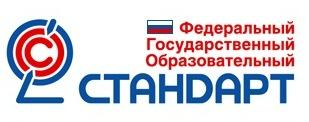 Федеральный
Государственный
Образовательный
СТАНДАРТ